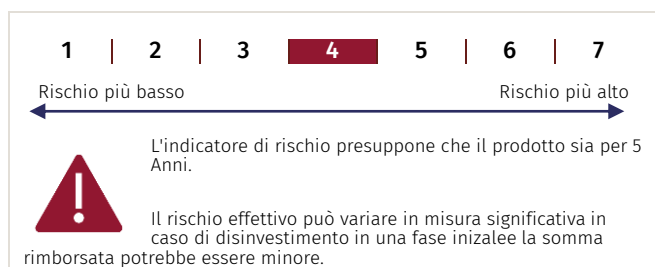 1 | 2 | 3 | 4 | 5 | 6 | 7
Rischio più basso Rischio più alto
L'indicatore di rischio presuppone che il prodotto sia per 5
Anni.
Il rischio effettivo può variare in misura significativa in
caso di disinvestimento in una fase inizalee la somma
rimborsata potrebbe essere minore.